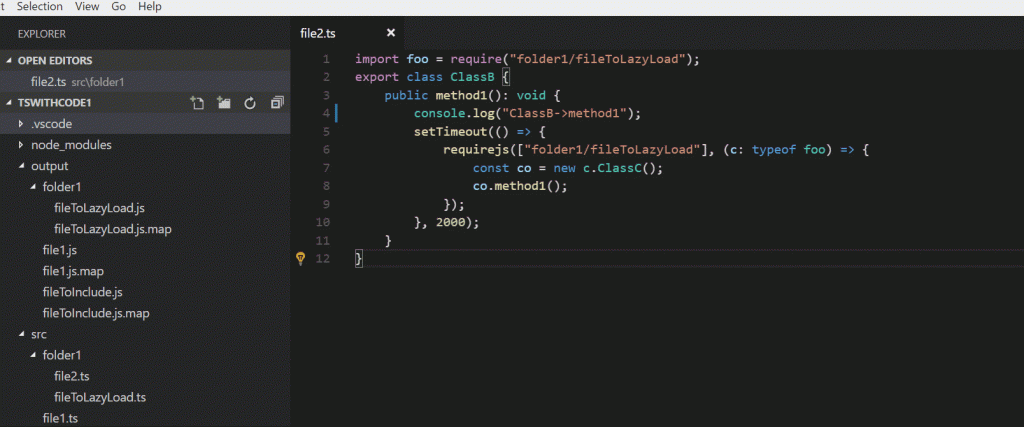 t Selection View Go Help
EXPLORER
OPEN EDITORS
file2.ts src\folder1
TSWITHCODE1
.vscode
node_modules
output
folder1
fileToLazyLoad.js
fileToLazyLoad.js.map
file1.js
file1.js.map
fileToInclude.js
fileToInclude.js.map
src
folder1
file2.ts
fileToLazyLoad.ts
file1.ts
file2.ts
1 import foo = require("folder1/fileToLazyLoad");
2 export class ClassB {
3 public method1(): void {
4 console.log("ClassB->method1");
5 setTimeout(() => {
6 requirejs(["folder1/fileToLazyLoad"], (c: typeof foo) => {
7 const co = new c.ClassC();
8 co.method1();
9 });
10 }, 2000);
11 }
12 }